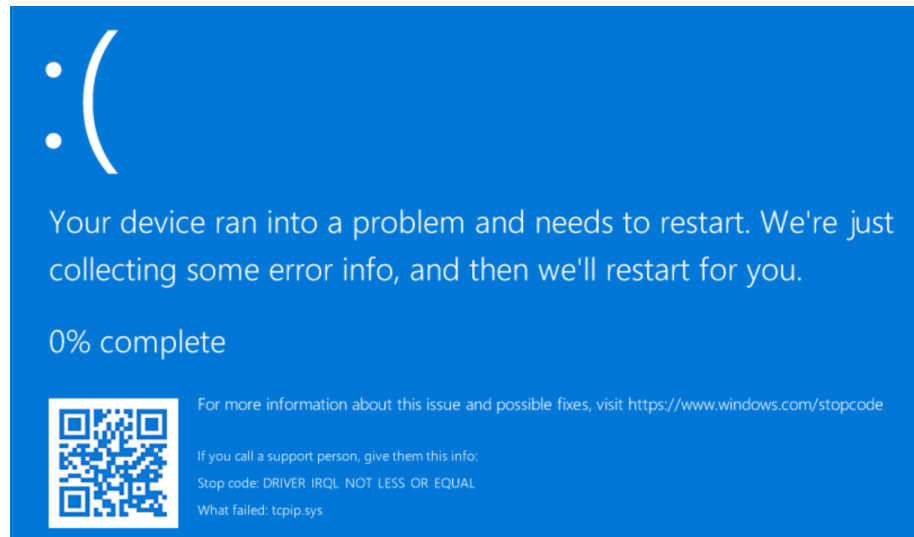 :(
Your device ran into a problem and needs to restart. We're just
collecting some error info, and then we'll restart for you.
0% complete
For more information about this issue and possible fixes, visit https://www.windows.com/stopcode
If you call a support person, give them this info:
Stop code: DRIVER IRQL NOT LESS OR EQUAL
What failed: tcpip.sys